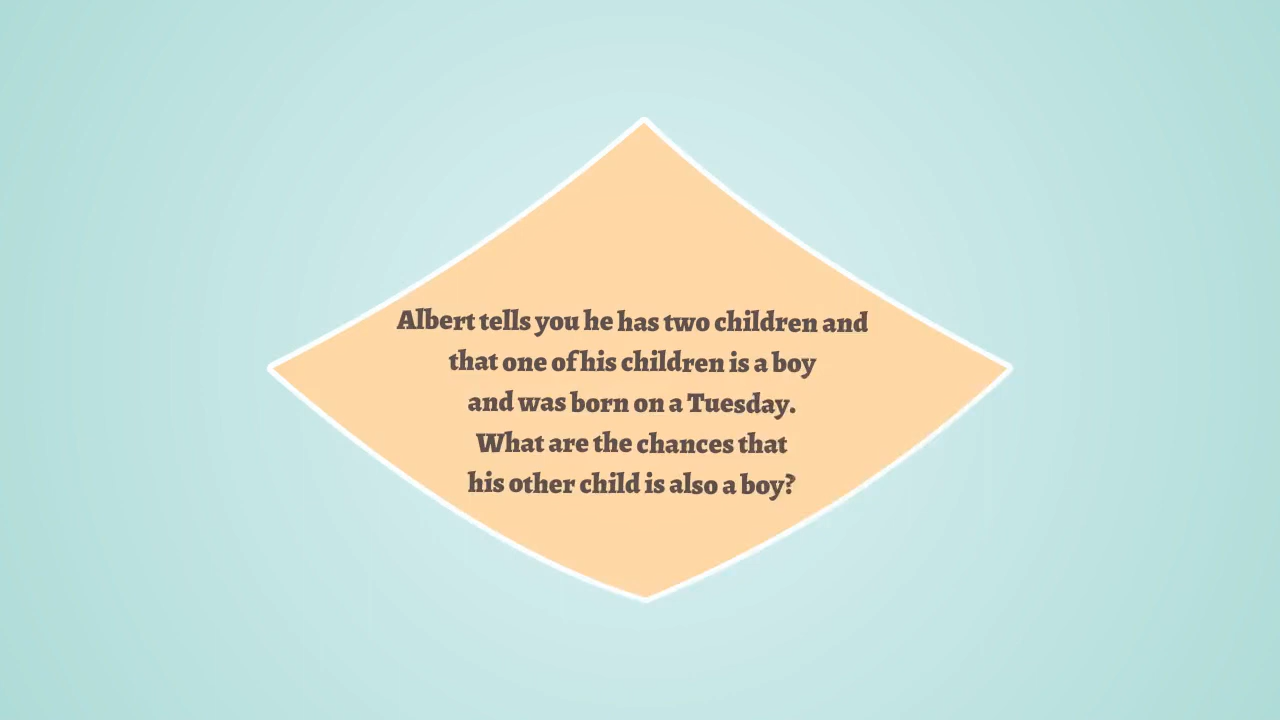 Albert tells you he has two children and
that one of his children is a boy
and was born on a Tuesday.
What are the chances that
his other child is also a boy?